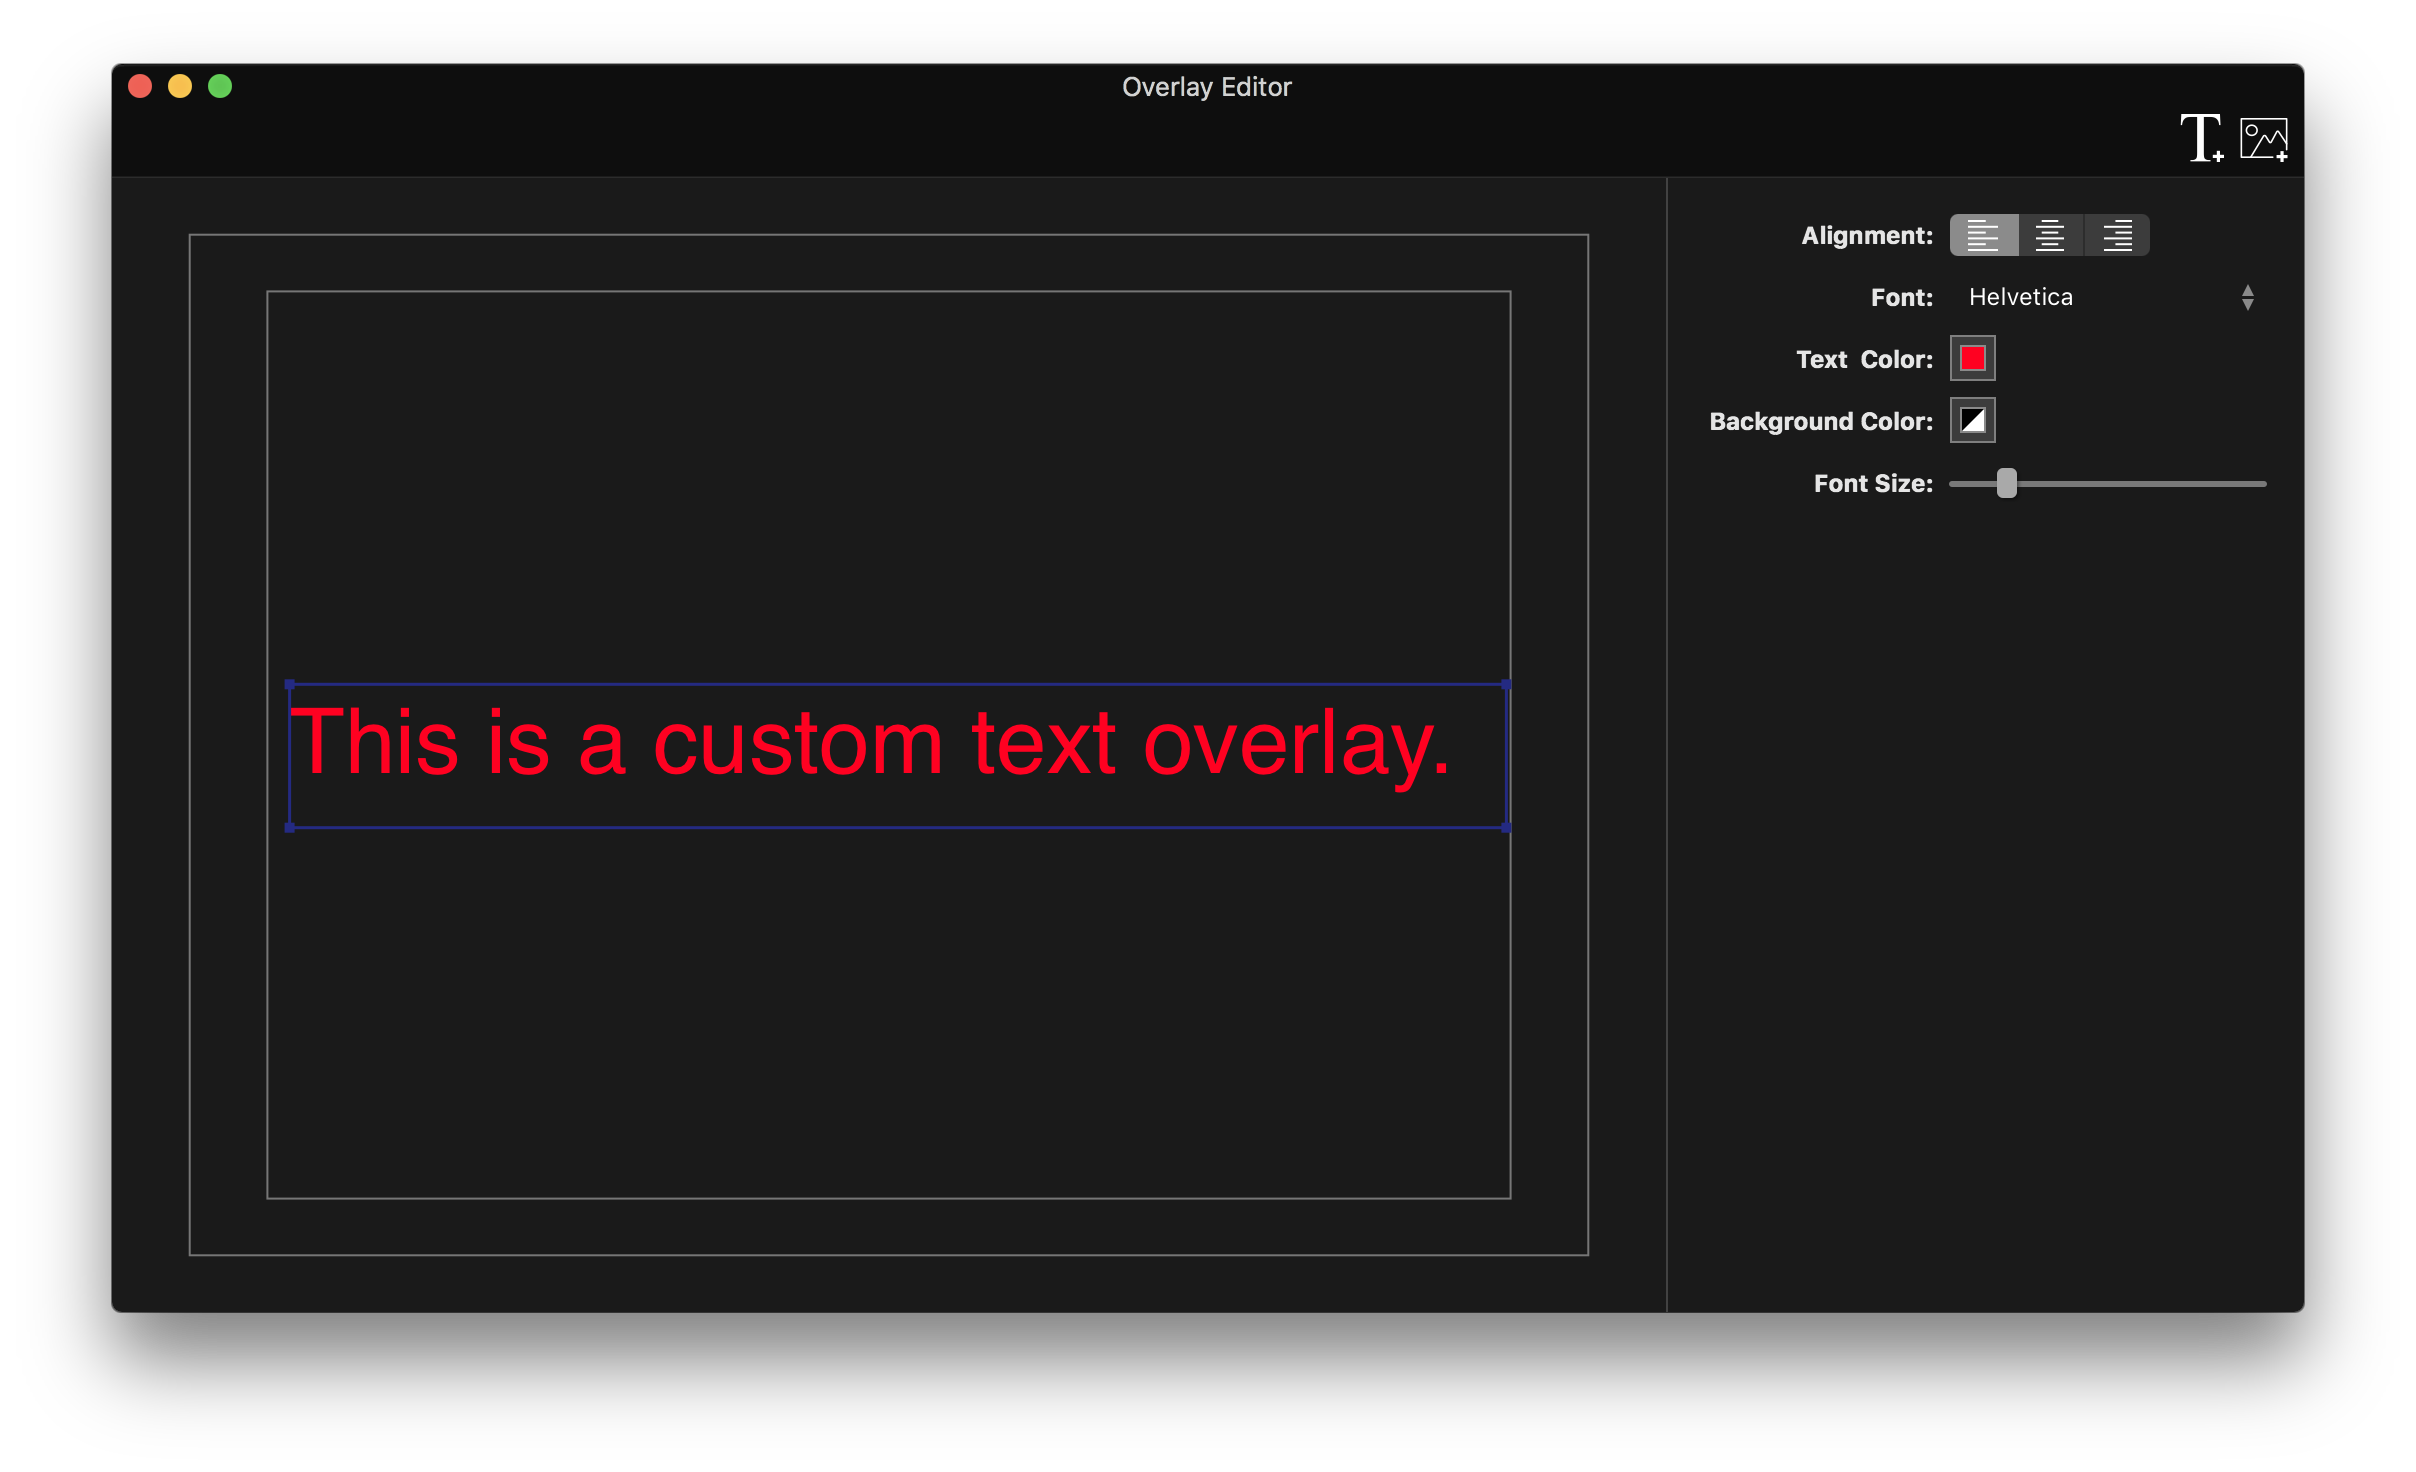 Overlay Editor
Alignment:
Font: Helvetica
Text Color:
Background Color:
Font Size:
This is a custom text overlay.